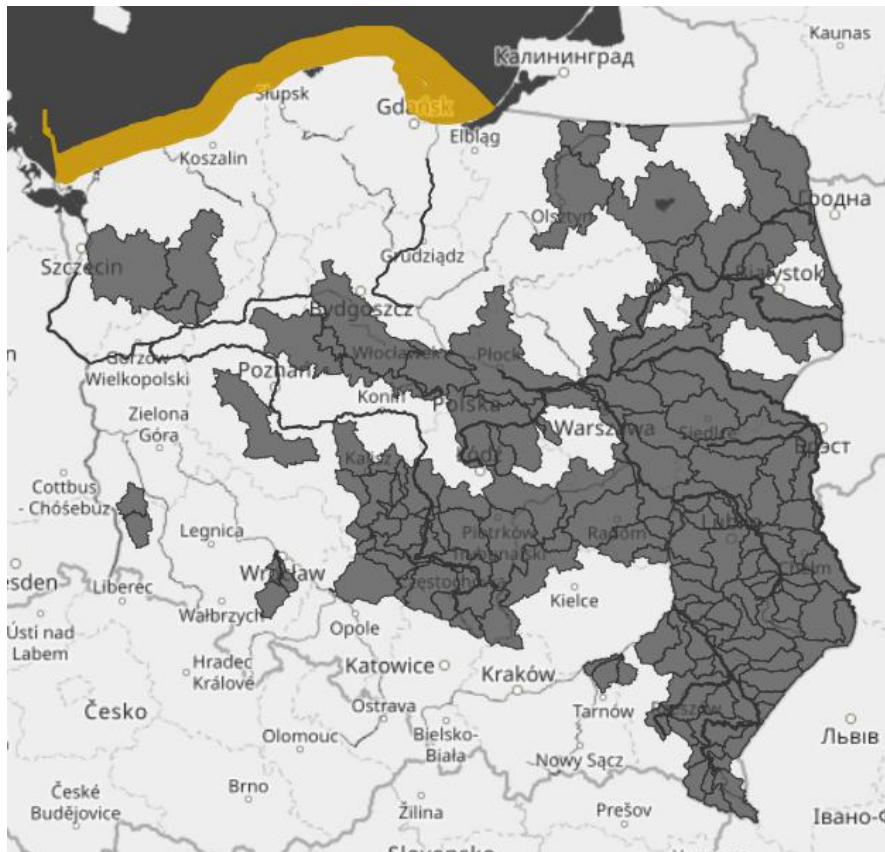 Kaunas
Калининград
Słupsk
Gdańsk
Elbląg
Koszalin
Olsztyn
Гродна
Szczecin
Grudziądz
Białystok
Bydgoszcz
Włocławek
Płock
Gorzów
Wielkopolski
Poznań
Konin
Polska
Zielona
Góra
Warszawa
Siedlce
Брэст
Kalisz
Łódź
Cottbus
- Chóśebuz
Legnica
Piotrków
Trybunalski
Radom
Lublin
Wrocław
Częstochowa
Chełm
esden
Liberec
Wałbrzych
Kielce
Opole
Ústí nad
Labem
Hradec
Králové
Katowice
Kraków
Rzeszów
Česko
Ostrava
Tarnów
Львів
Olomouc
Bielsko-
Biała
Nowy Sącz
České
Budějovice
Brno
Žilina
Prešov
Івано-Ф